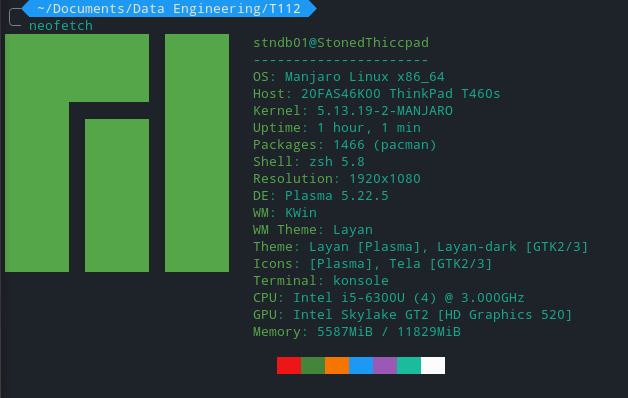 ~/Documents/Data Engineering/T112
neofetch
stndb01@StonedThiccpad
----------------------
OS: Manjaro Linux x86_64
Host: 20FAS46K00 ThinkPad T460s
Kernel: 5.13.19-2-MANJARO
Uptime: 1 hour, 1 min
Packages: 1466 (pacman)
Shell: zsh 5.8
Resolution: 1920x1080
DE: Plasma 5.22.5
WM: KWin
WM Theme: Layan
Theme: Layan [Plasma], Layan-dark [GTK2/3]
Icons: [Plasma], Tela [GTK2/3]
Terminal: konsole
CPU: Intel i5-6300U (4) @ 3.000GHz
GPU: Intel Skylake GT2 [HD Graphics 520]
Memory: 5587MiB / 11829MiB